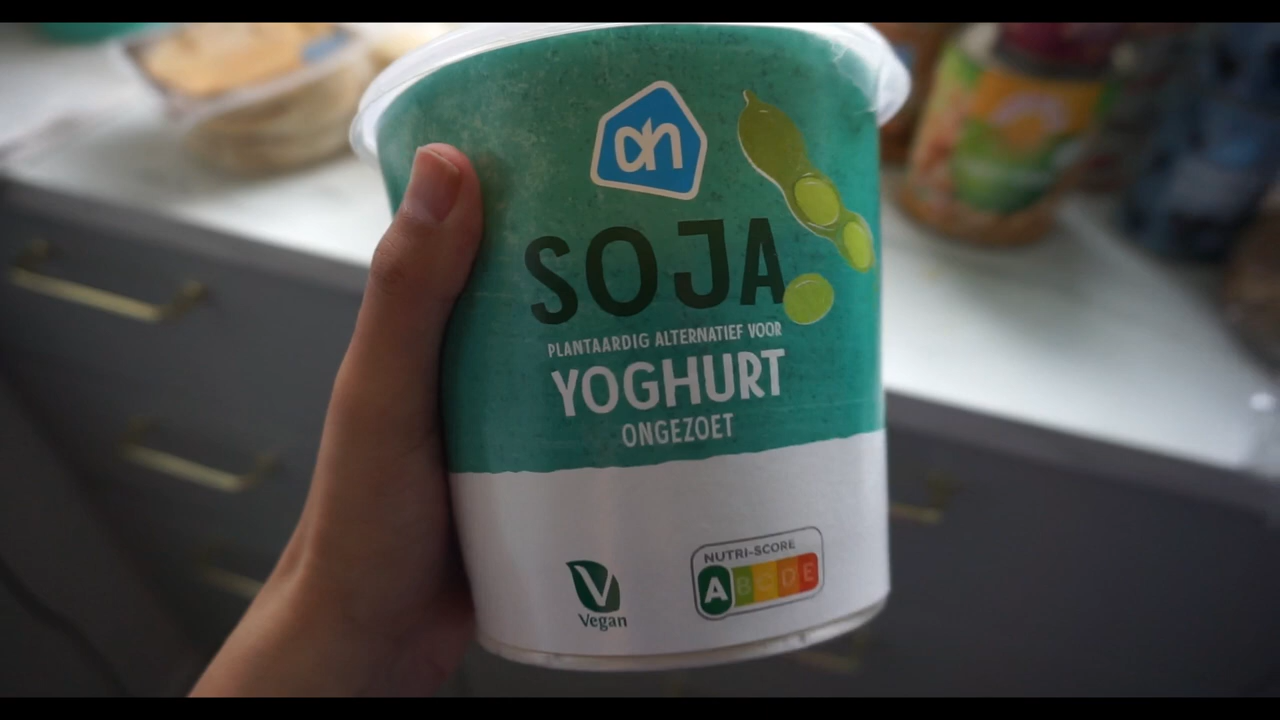 ah
SOJA
PLANTAARDIG ALTERNATIEF VOOR
YOGHURT
ONGEZOET
V
Vegan
NUTRI-SCORE
A B C D E